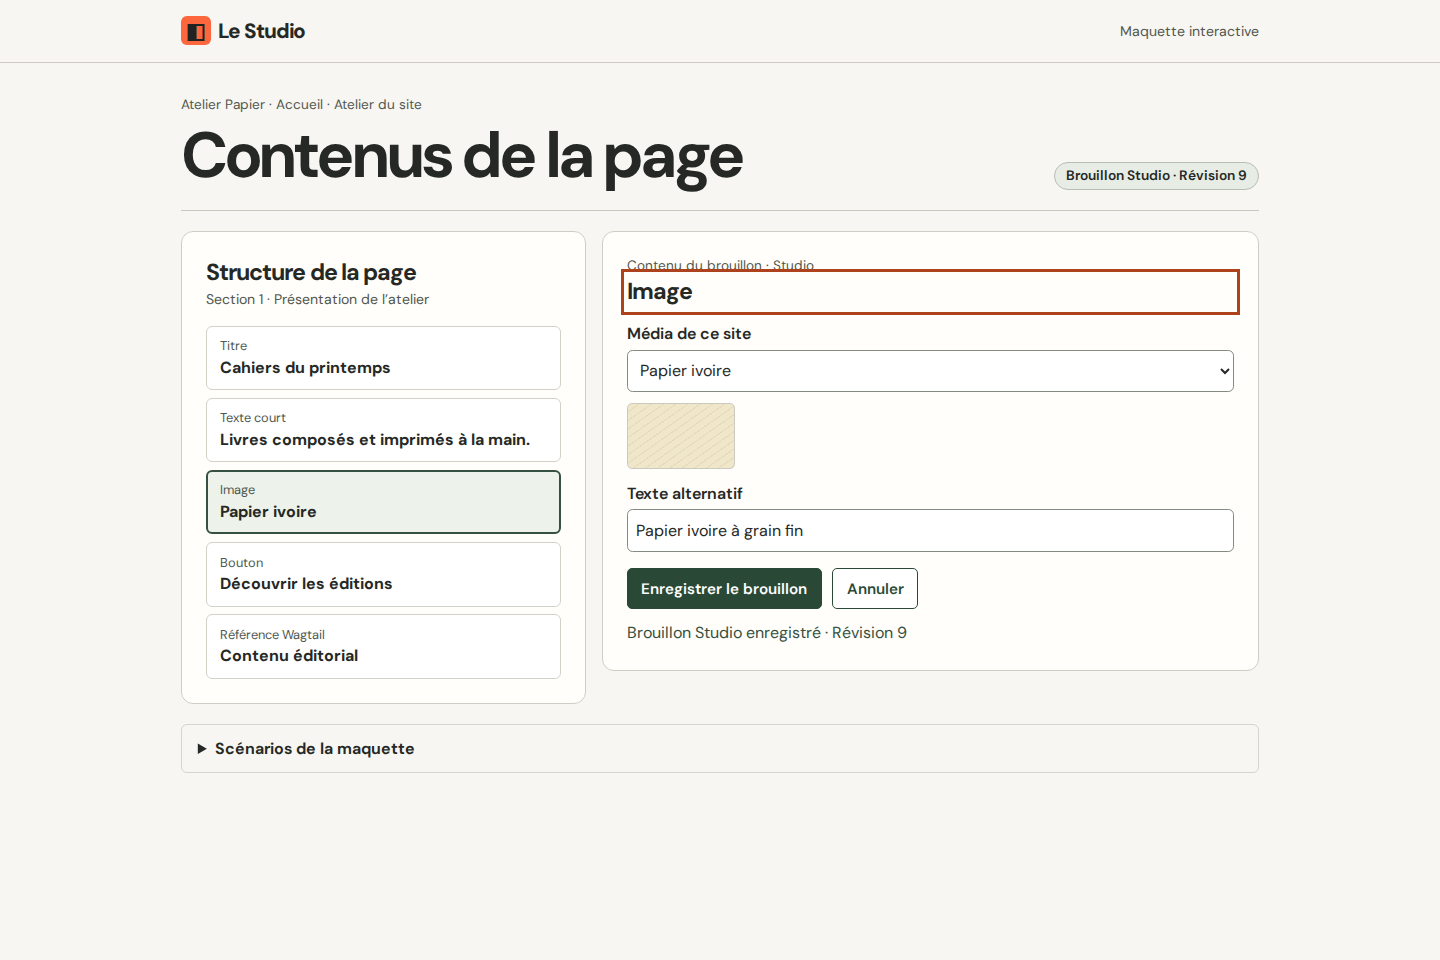 Le Studio
Maquette interactive
Atelier Papier · Accueil · Atelier du site
Contenus de la page
Brouillon Studio · Révision 9
Structure de la page
Section 1 · Présentation de l’atelier
Titre
Cahiers du printemps
Texte court
Livres composés et imprimés à la main.
Image
Papier ivoire
Bouton
Découvrir les éditions
Référence Wagtail
Contenu éditorial
Contenu du brouillon · Studio
Image
Média de ce site
Papier ivoire
Texte alternatif
Papier ivoire à grain fin
Enregistrer le brouillon
Annuler
Brouillon Studio enregistré · Révision 9
Scénarios de la maquette